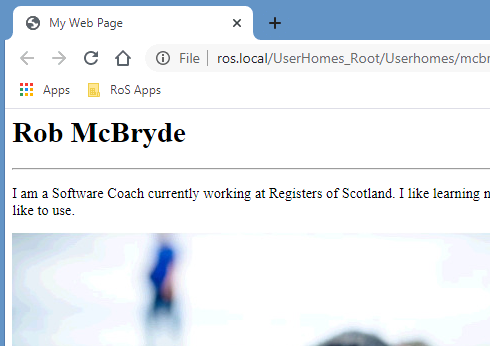 My Web Page
File | ros.local/UserHomes_Root/Userhomes/mcbr
Apps RoS Apps
Rob McBryde
I am a Software Coach currently working at Registers of Scotland. I like learning n
like to use.